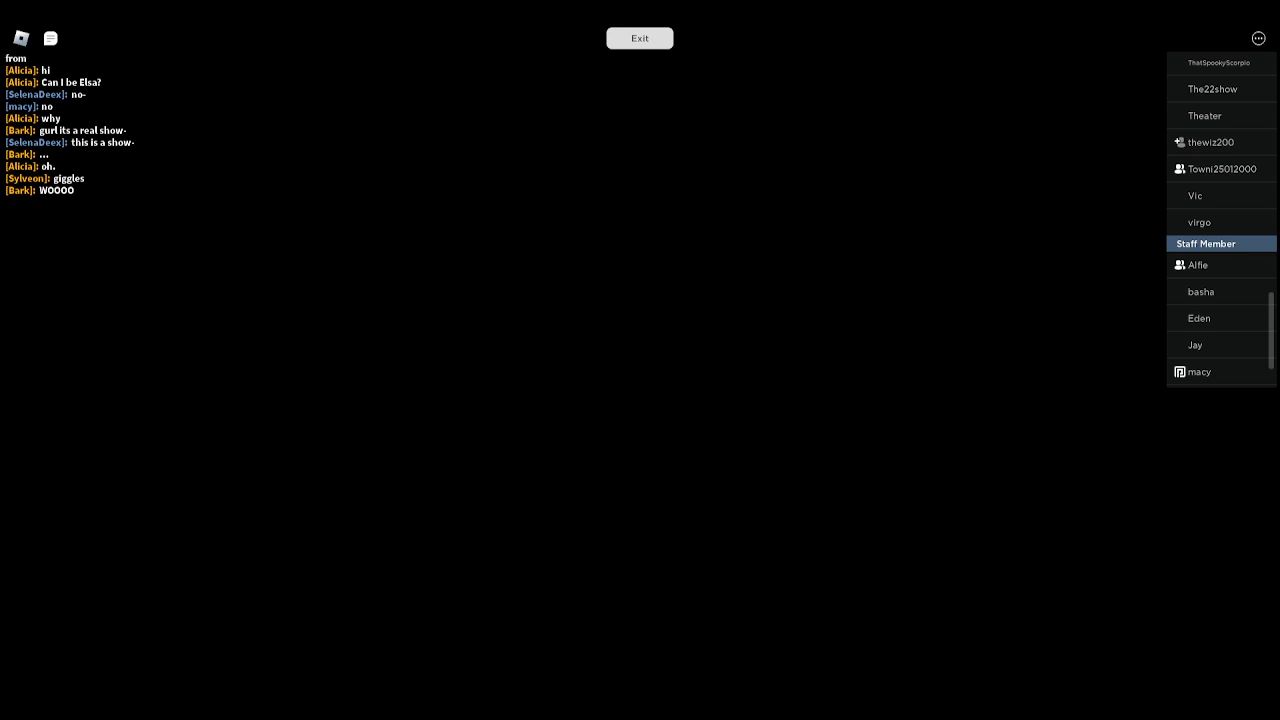 Exit
from
[Alicia]: hi
[Alicia]: Can I be Elsa?
[SelenaDeex]: no-
[macy]: no
[Alicia]: why
[Bark]: gurl its a real show-
[SelenaDeex]: this is a show-
[Bark]: ...
[Alicia]: oh.
[Sylveon]: giggles
[Bark]: WOOOO
ThatSpookyScorpio
The22show
Theater
thewiz200
Towni25012000
Vic
virgo
Staff Member
Alfie
basha
Eden
Jay
macy